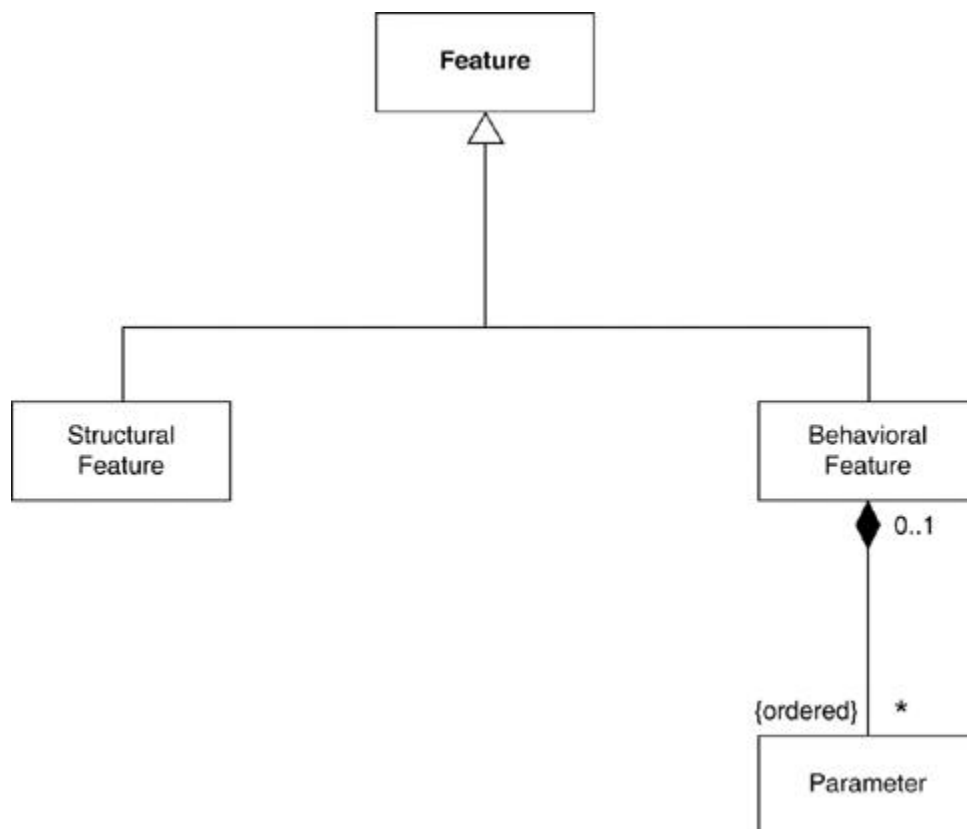 Feature
Structural
Feature
Behavioral
Feature
0..1
{ordered} *
Parameter